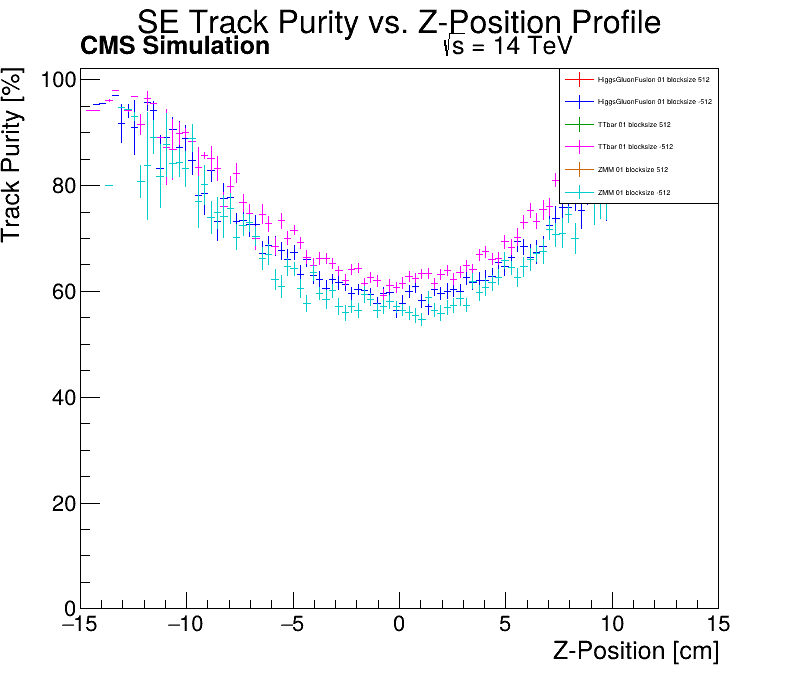 SE Track Purity vs. Z-Position Profile
CMS Simulation
√s = 14 TeV
Track Purity [%]
100
80
60
40
20
0
HiggsGluonFusion 01 blocksize 512
HiggsGluonFusion 01 blocksize -512
TTbar 01 blocksize 512
TTbar 01 blocksize -512
ZMM 01 blocksize 512
ZMM 01 blocksize -512
−15 −10 −5 0 5 10 15
Z-Position [cm]